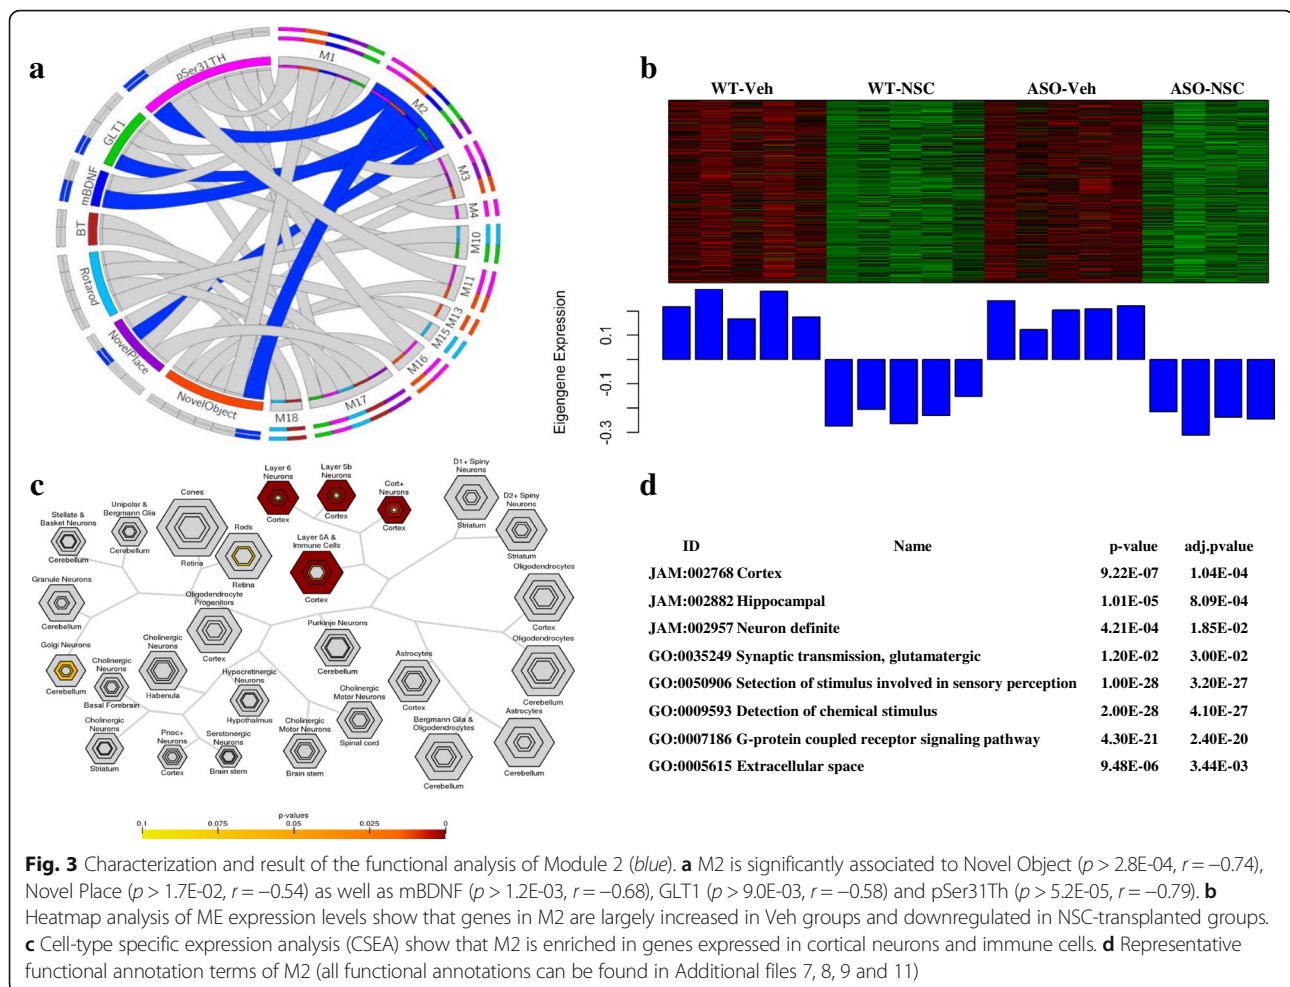 a
pSer31TH
M1
M2
M3
M4
M10
M11
M13
M15
M16
M17
M18
NovelObject
NovelPlace
Rotarod
BT
mBDNF
GLT1
b
WT-Veh WT-NSC ASO-Veh ASO-NSC
Eigengene Expression
0.1
-0.1
-0.3
c
Layer 6
Neurons
Cortex
Layer 5b
Neurons
Cortex
Cort+
Neurons
Cortex
D1+ Spiny
Neurons
Striatum
D2+ Spiny
Neurons
Striatum
Cones
Retina
Unipolar &
Bergmann Glia
Cerebellum
Stellate &
Basket Neurons
Cerebellum
Rods
Retina
Layer 5A &
Immune Cells
Cortex
Oligodendrocytes
Cortex
Granule Neurons
Cerebellum
Oligodendrocyte
Progenitors
Cortex
Purkinje Neurons
Cerebellum
Oligodendrocytes
Cerebellum
Golgi Neurons
Cerebellum
Cholinergic
Neurons
Habenula
Cholinergic
Neurons
Basal Forebrain
Hypocretinergic
Neurons
Hypothalmus
Astrocytes
Cortex
Cholinergic
Motor Neurons
Spinal cord
Cholinergic
Neurons
Striatum
Pnoc+
Neurons
Cortex
Serotonergic
Neurons
Brain stem
Cholinergic
Motor Neurons
Brain stem
Bergmann Glia &
Oligodendrocytes
Cerebellum
Astrocytes
Cerebellum
p-values
0.1 0.075 0.05 0.025 0
d
ID Name p-value adj.pvalue
JAM:002768 Cortex 9.22E-07 1.04E-04
JAM:002882 Hippocampal 1.01E-05 8.09E-04
JAM:002957 Neuron definite 4.21E-04 1.85E-02
GO:0035249 Synaptic transmission, glutamatergic 1.20E-02 3.00E-02
GO:0050906 Setection of stimulus involved in sensory perception 1.00E-28 3.20E-27
GO:0009593 Detection of chemical stimulus 2.00E-28 4.10E-27
GO:0007186 G-protein coupled receptor signaling pathway 4.30E-21 2.40E-20
GO:0005615 Extracellular space 9.48E-06 3.44E-03
Fig. 3 Characterization and result of the functional analysis of Module 2 (blue). a M2 is significantly associated to Novel Object (p > 2.8E-04, r = −0.74),
Novel Place (p > 1.7E-02, r = −0.54) as well as mBDNF (p > 1.2E-03, r = −0.68), GLT1 (p > 9.0E-03, r = −0.58) and pSer31Th (p > 5.2E-05, r = −0.79). b
Heatmap analysis of ME expression levels show that genes in M2 are largely increased in Veh groups and downregulated in NSC-transplanted groups.
c Cell-type specific expression analysis (CSEA) show that M2 is enriched in genes expressed in cortical neurons and immune cells. d Representative
functional annotation terms of M2 (all functional annotations can be found in Additional files 7, 8, 9 and 11)